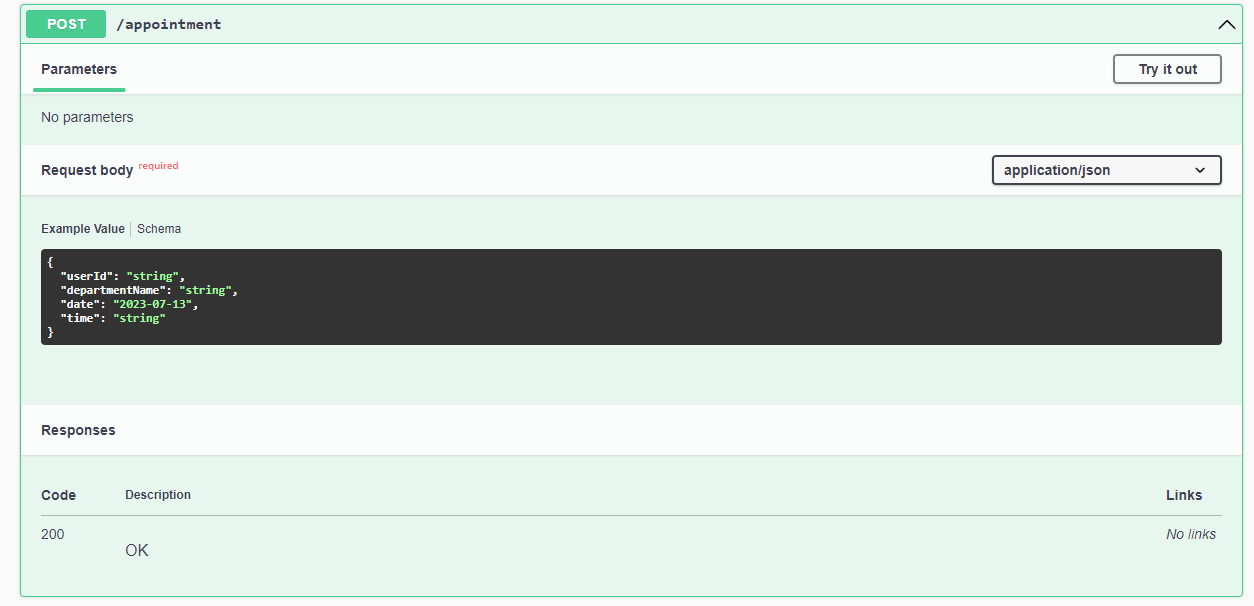 POST /appointment
Parameters
Try it out
No parameters
Request body required
application/json
Example Value Schema
{
  "userId": "string",
  "departmentName": "string",
  "date": "2023-07-13",
  "time": "string"
}
Responses
Code Description Links
200 No links
OK